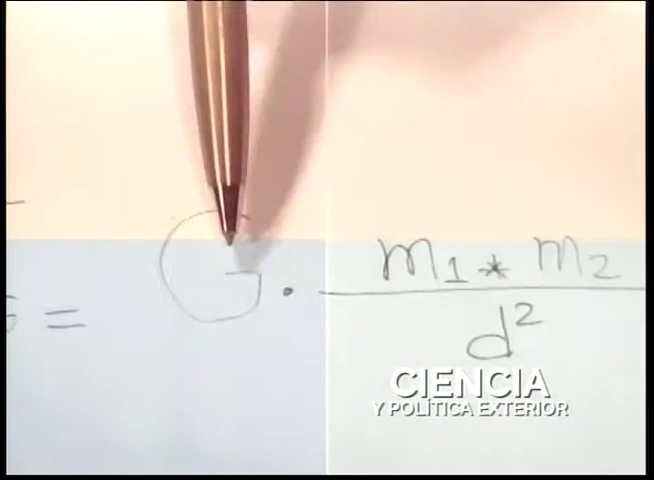 = G · m1 * m2
d2
CIENCIA
Y POLÍTICA EXTERIOR